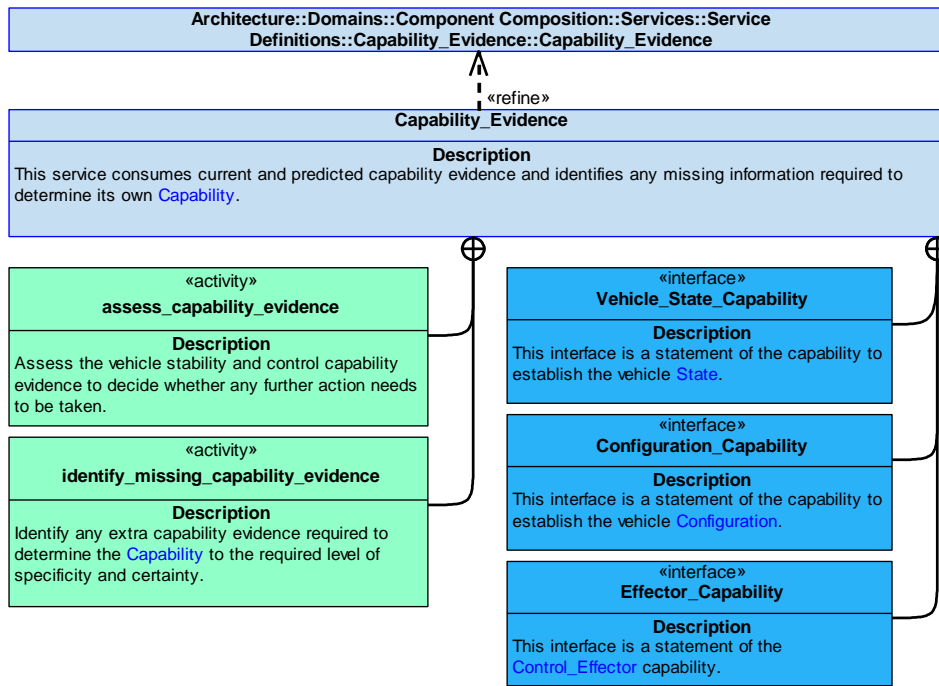 Architecture::Domains::Component Composition::Services::Service
Definitions::Capability_Evidence::Capability_Evidence
«refine»
Capability_Evidence
Description
This service consumes current and predicted capability evidence and identifies any missing information required to
determine its own Capability.
«activity»
assess_capability_evidence
Description
Assess the vehicle stability and control capability
evidence to decide whether any further action needs
to be taken.
«activity»
identify_missing_capability_evidence
Description
Identify any extra capability evidence required to
determine the Capability to the required level of
specificity and certainty.
«interface»
Vehicle_State_Capability
Description
This interface is a statement of the capability to
establish the vehicle State.
«interface»
Configuration_Capability
Description
This interface is a statement of the capability to
establish the vehicle Configuration.
«interface»
Effector_Capability
Description
This interface is a statement of the
Control_Effector capability.